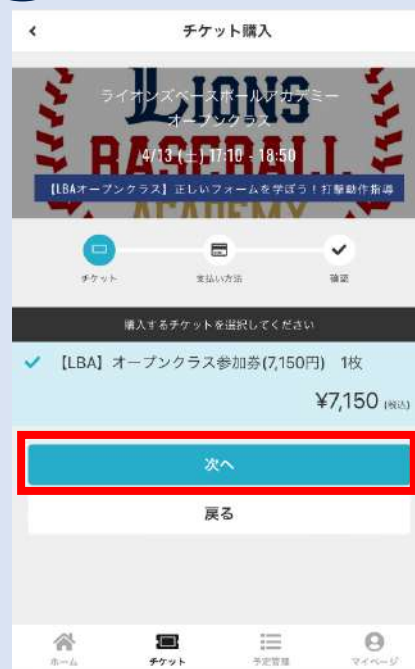 チケット購入
LIONS
BASEBALL
ACADEMY
ライオンズベースボールアカデミー
オープンクラス
4/13 (土) 17:10 - 18:50
【LBAオープンクラス】正しいフォームを学ぼう！打撃動作指導
チケット
支払い方法
確認
購入するチケットを選択してください
【LBA】オープンクラス参加券(7,150円) 1枚
¥7,150 (税込)
次へ
戻る
ホーム
チケット
予定管理
マイページ